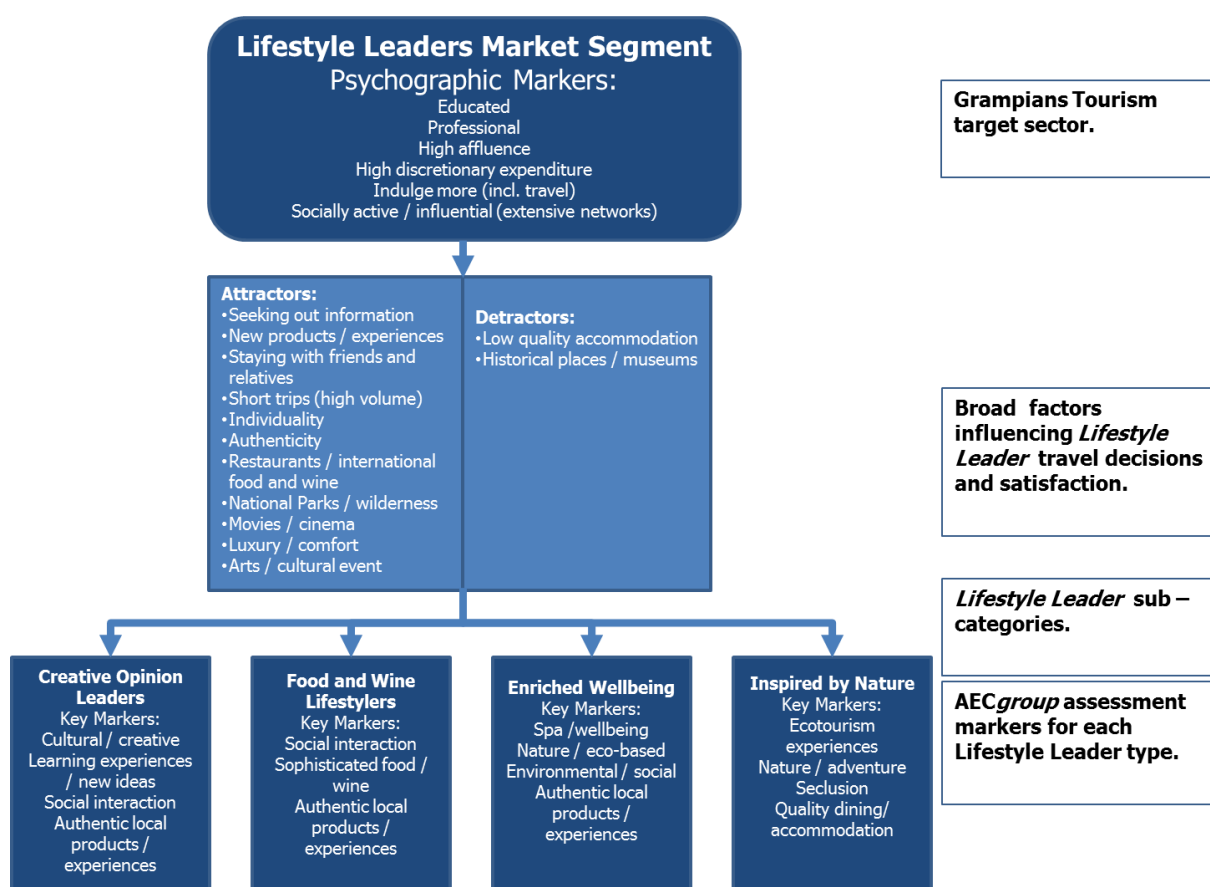 Lifestyle Leaders Market Segment
Psychographic Markers:
Educated
Professional
High affluence
High discretionary expenditure
Indulge more (incl. travel)
Socially active / influential (extensive networks)
Grampians Tourism
target sector.
Attractors:
•Seeking out information
•New products / experiences
•Staying with friends and
relatives
•Short trips (high volume)
•Individuality
•Authenticity
•Restaurants / international
food and wine
•National Parks / wilderness
•Movies / cinema
•Luxury / comfort
•Arts / cultural event
Detractors:
•Low quality accommodation
•Historical places / museums
Broad factors
influencing Lifestyle
Leader travel decisions
and satisfaction.
Lifestyle Leader sub –
categories.
Creative Opinion
Leaders
Key Markers:
Cultural / creative
Learning experiences
/ new ideas
Social interaction
Authentic local
products /
experiences
Food and Wine
Lifestylers
Key Markers:
Social interaction
Sophisticated food /
wine
Authentic local
products /
experiences
Enriched Wellbeing
Key Markers:
Spa /wellbeing
Nature / eco-based
Environmental / social
Authentic local
products /
experiences
Inspired by Nature
Key Markers:
Ecotourism
experiences
Nature / adventure
Seclusion
Quality dining/
accommodation
AECgroup assessment
markers for each
Lifestyle Leader type.